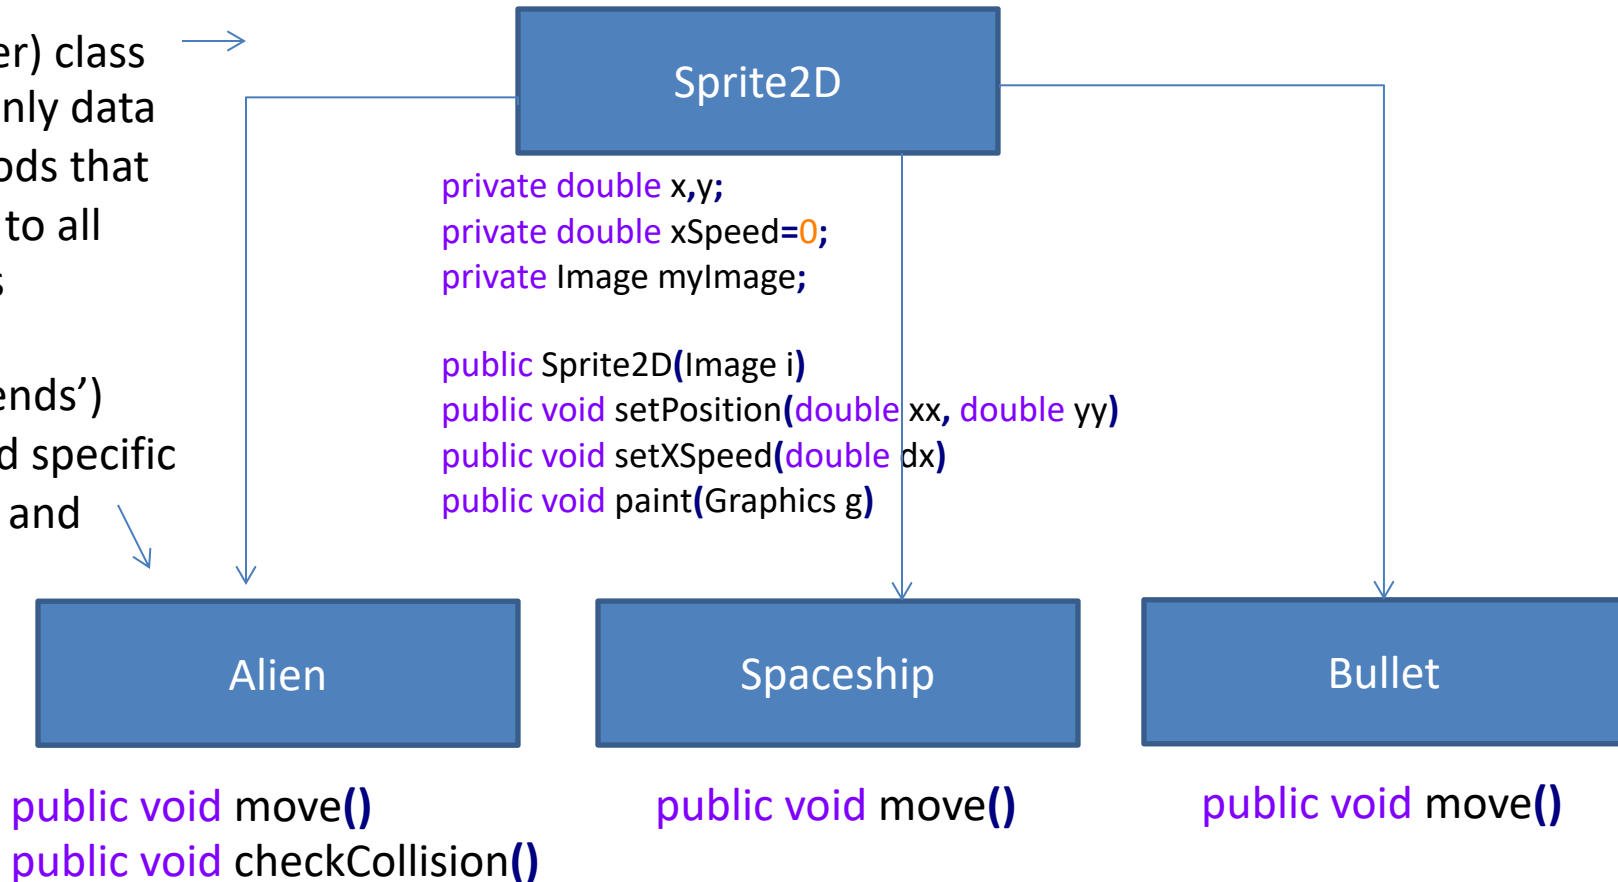 er) class
nly data
ods that
to all
s
ends’)
d specific
and
Sprite2D
private double x,y;
private double xSpeed=0;
private Image myImage;
public Sprite2D(Image i)
public void setPosition(double xx, double yy)
public void setXSpeed(double dx)
public void paint(Graphics g)
Alien
public void move()
public void checkCollision()
Spaceship
public void move()
Bullet
public void move()